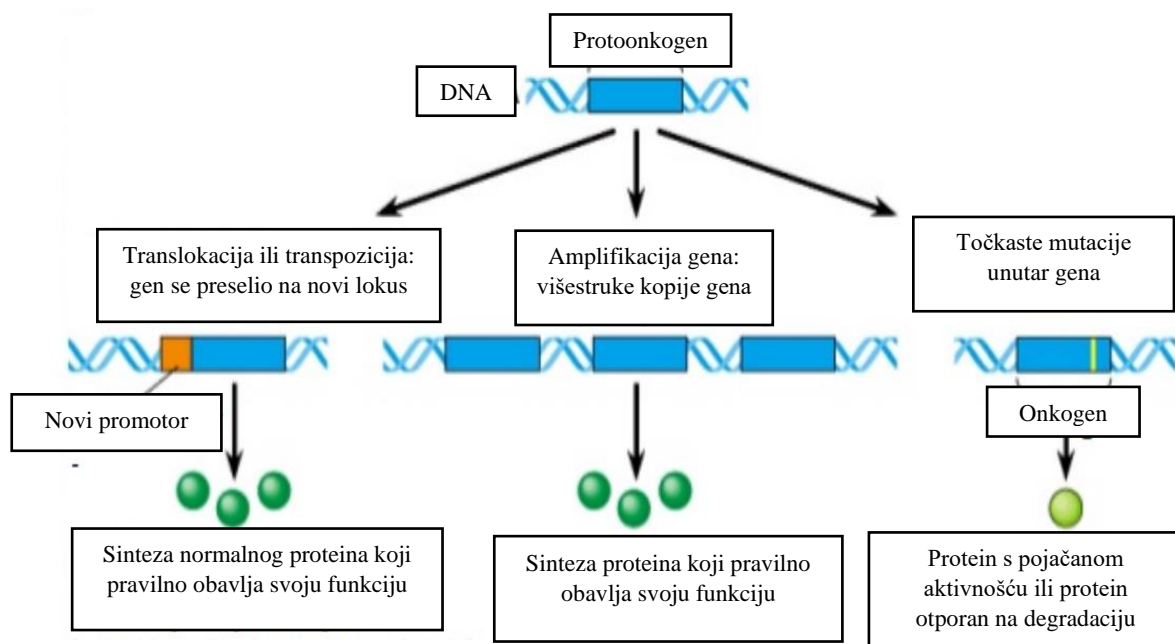 Protoonkogen
DNA
Translokacija ili transpozicija:
gen se preselio na novi lokus
Amplifikacija gena:
višestruke kopije gena
Točkaste mutacije
unutar gena
Novi promotor
Onkogen
Sinteza normalnog proteina koji
pravilno obavlja svoju funkciju
Sinteza proteina koji pravilno
obavlja svoju funkciju
Protein s pojačanom
aktivnošću ili protein
otporan na degradaciju